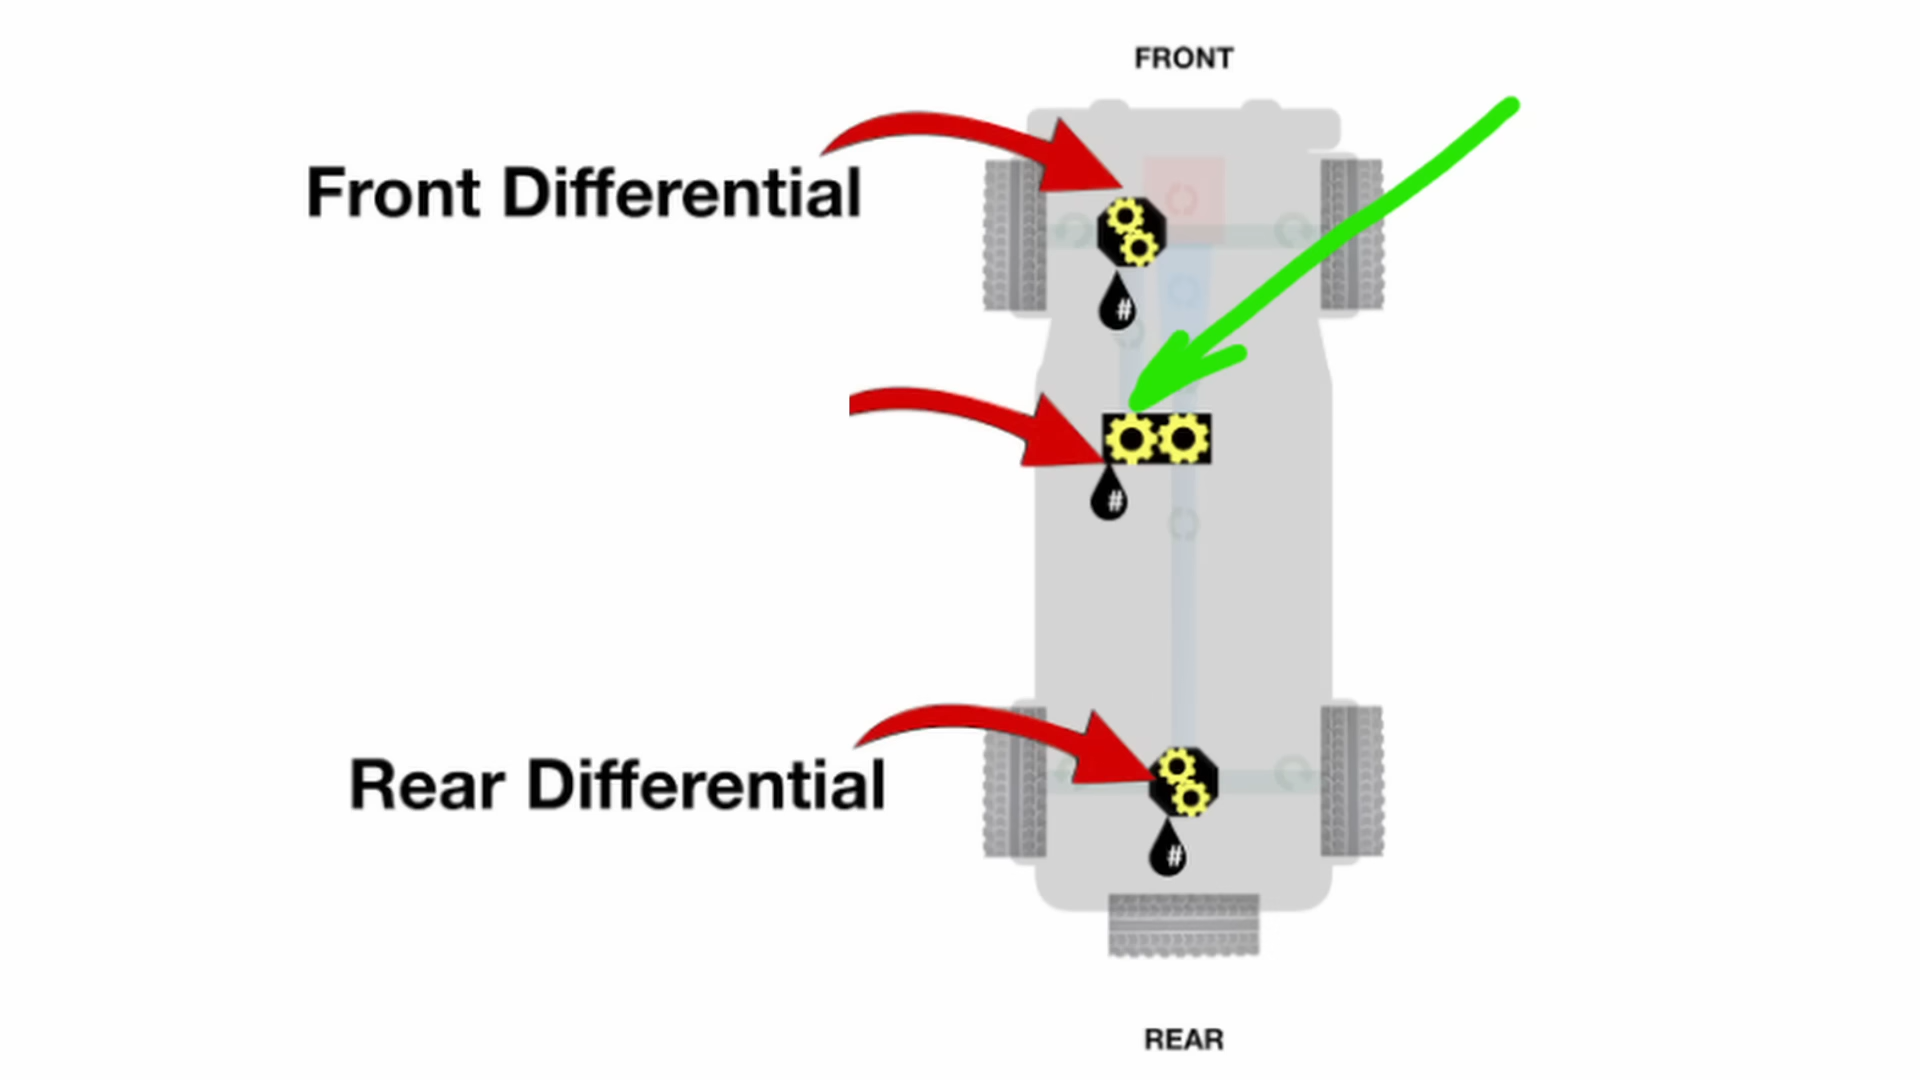 FRONT
Front Differential
#
#
Rear Differential
#
REAR